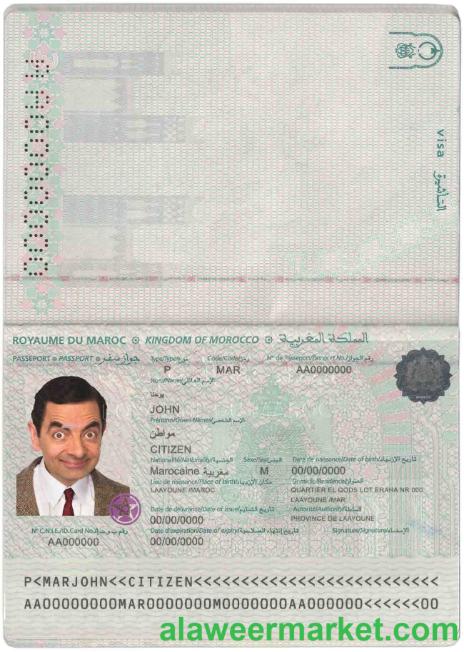 AA0000000
visa التأشيرة
ROYAUME DU MAROC KINGDOM OF MOROCCO المملكة المغربية
PASSEPORT PASSPORT جواز سفر Type/Type/نوع Code/Code/رمز N° de Passeport/Passport No./رقم الجواز
P MAR AA0000000
Nom/Name/الإسم العائلي يوحنا
JOHN
Prénoms/Given Names/الإسم الشخصي
مواطن
CITIZEN
Nationalité/Nationality/الجنسية Sexe/Sex/الجنس Date de naissance/Date of birth/تاريخ الإزدياد
Marocaine مغربية M 00/00/0000
Lieu de naissance/Place of birth/مكان الإزدياد Domicile/Residence/العنوان
LAAYOUNE /MAROC QUARTIER EL QODS LOT ERAHA NR 000
LAAYOUNE /MAR
Date de délivrance/Date of issue/تاريخ التسليم Autorité/Authority/السلطة
00/00/0000 PROVINCE DE LAAYOUNE
N° C.N.I.E./I.D. Card No./رقم ب.و Date d'expiration/Date of expiry/تاريخ إنتهاء الصلاحية Signature/Signature/الإمضاء
AA000000 00/00/0000
P<MARJOHN<<CITIZEN<<<<<<<<<<<<<<<<<<<<<<<<<<
AA00000000MAR0000000M0000000AA000000<<<<<<00
alaweermarket.com